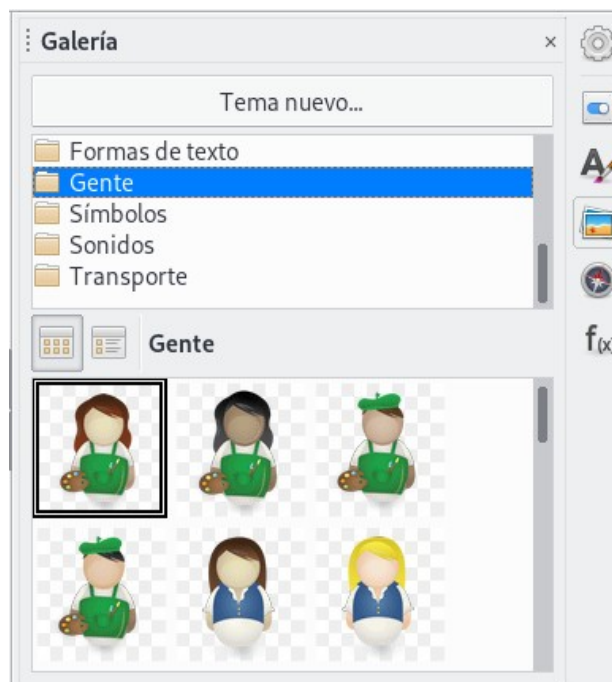 Galería
Tema nuevo...
Formas de texto
Gente
Símbolos
Sonidos
Transporte
Gente
f(x)